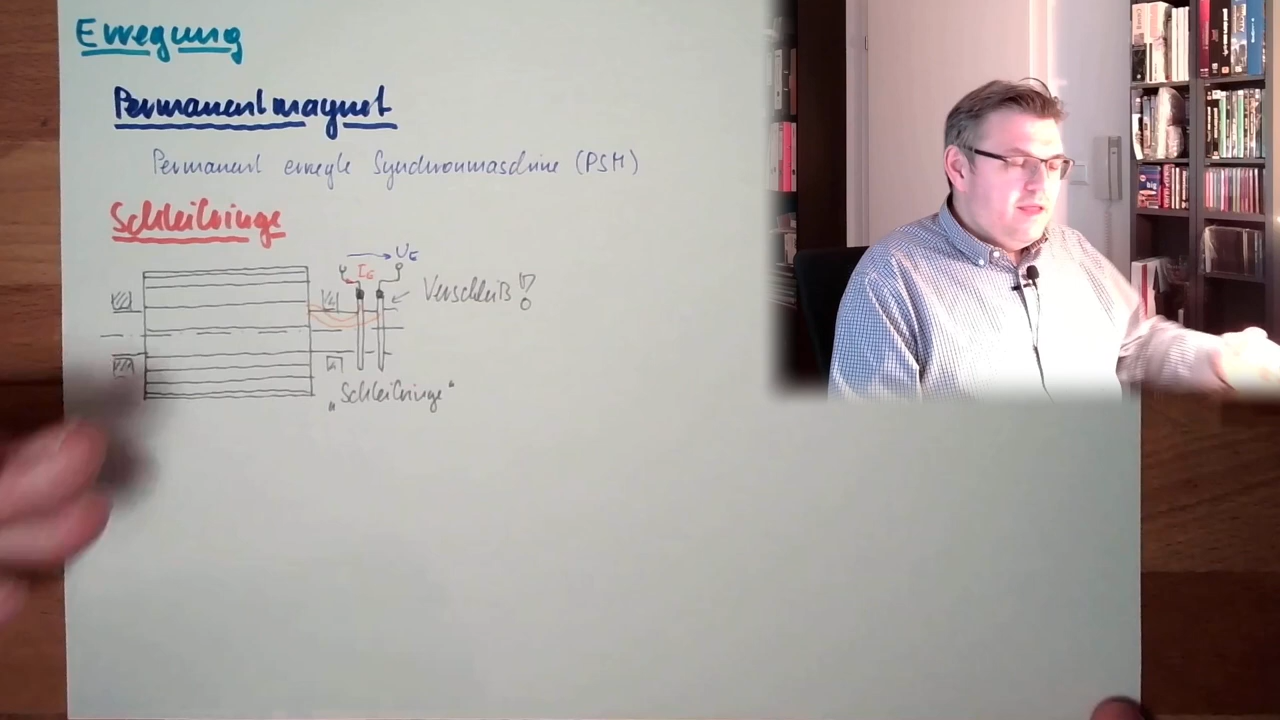 Erregung
Permanentmagnet
Permanent erregte Synchronmaschine (PSM)
Schleifringe
U_E
I_E
Verschleiß !?
„Schleifringe“